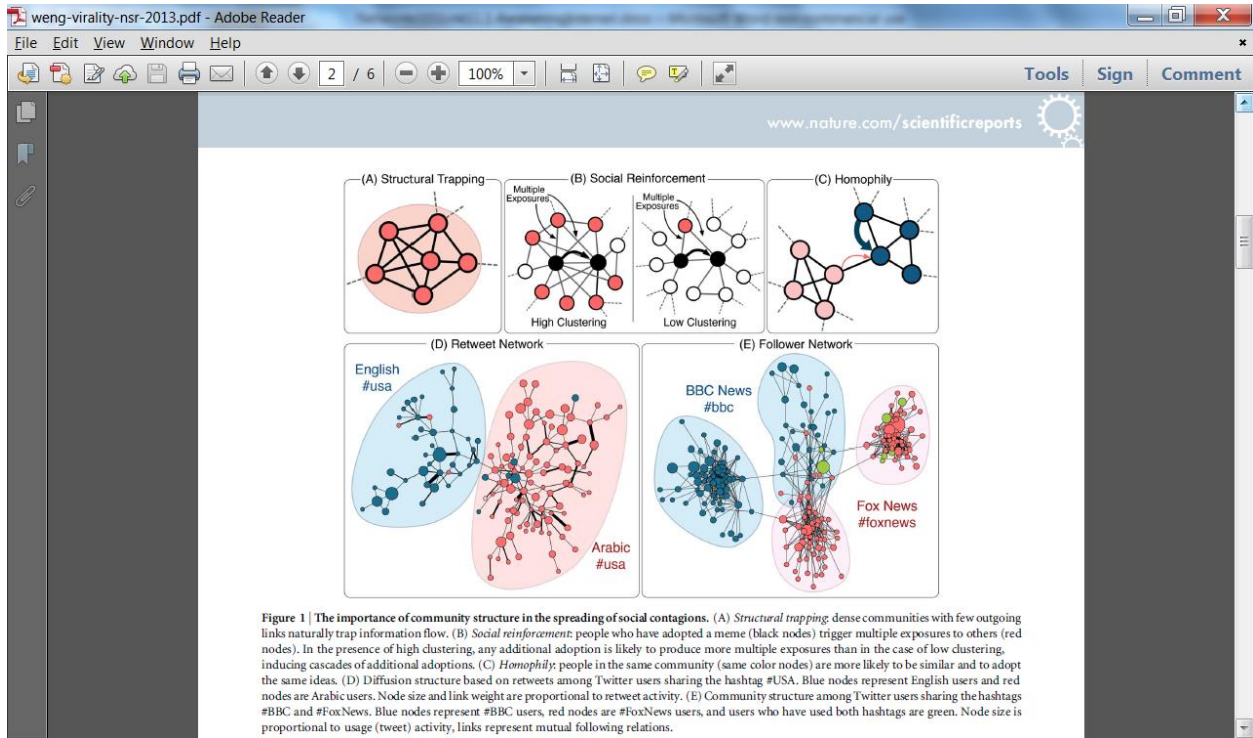 weng-virality-nsr-2013.pdf - Adobe Reader
File Edit View Window Help
2 / 6 100% Tools Sign Comment
www.nature.com/scientificreports
(A) Structural Trapping
(B) Social Reinforcement
(C) Homophily
Multiple
Exposures
Multiple
Exposures
High Clustering
Low Clustering
(D) Retweet Network
(E) Follower Network
English
#usa
Arabic
#usa
BBC News
#bbc
Fox News
#foxnews
Figure 1 | The importance of community structure in the spreading of social contagions. (A) Structural trapping: dense communities with few outgoing
links naturally trap information flow. (B) Social reinforcement: people who have adopted a meme (black nodes) trigger multiple exposures to others (red
nodes). In the presence of high clustering, any additional adoption is likely to produce more multiple exposures than in the case of low clustering,
inducing cascades of additional adoptions. (C) Homophily: people in the same community (same color nodes) are more likely to be similar and to adopt
the same ideas. (D) Diffusion structure based on retweets among Twitter users sharing the hashtag #USA. Blue nodes represent English users and red
nodes are Arabic users. Node size and link weight are proportional to retweet activity. (E) Community structure among Twitter users sharing the hashtags
#BBC and #FoxNews. Blue nodes represent #BBC users, red nodes are #FoxNews users, and users who have used both hashtags are green. Node size is
proportional to usage (tweet) activity, links represent mutual following relations.